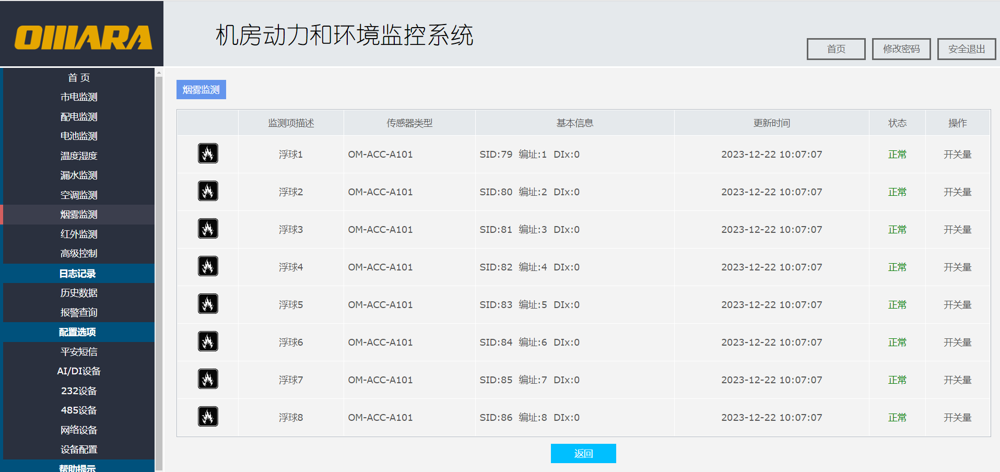 OMARA
机房动力和环境监控系统
首页 修改密码 安全退出
首 页
市电监测
配电监测
电池监测
温度湿度
漏水监测
空调监测
烟雾监测
红外监测
高级控制
日志记录
历史数据
报警查询
配置选项
平安短信
AI/DI设备
232设备
485设备
网络设备
设备配置
帮助提示
烟雾监测
监测项描述 传感器类型 基本信息 更新时间 状态 操作
浮球1 OM-ACC-A101 SID:79 编址:1 DIx:0 2023-12-22 10:07:07 正常 开关量
浮球2 OM-ACC-A101 SID:80 编址:2 DIx:0 2023-12-22 10:07:07 正常 开关量
浮球3 OM-ACC-A101 SID:81 编址:3 DIx:0 2023-12-22 10:07:07 正常 开关量
浮球4 OM-ACC-A101 SID:82 编址:4 DIx:0 2023-12-22 10:07:07 正常 开关量
浮球5 OM-ACC-A101 SID:83 编址:5 DIx:0 2023-12-22 10:07:07 正常 开关量
浮球6 OM-ACC-A101 SID:84 编址:6 DIx:0 2023-12-22 10:07:07 正常 开关量
浮球7 OM-ACC-A101 SID:85 编址:7 DIx:0 2023-12-22 10:07:07 正常 开关量
浮球8 OM-ACC-A101 SID:86 编址:8 DIx:0 2023-12-22 10:07:07 正常 开关量
返回